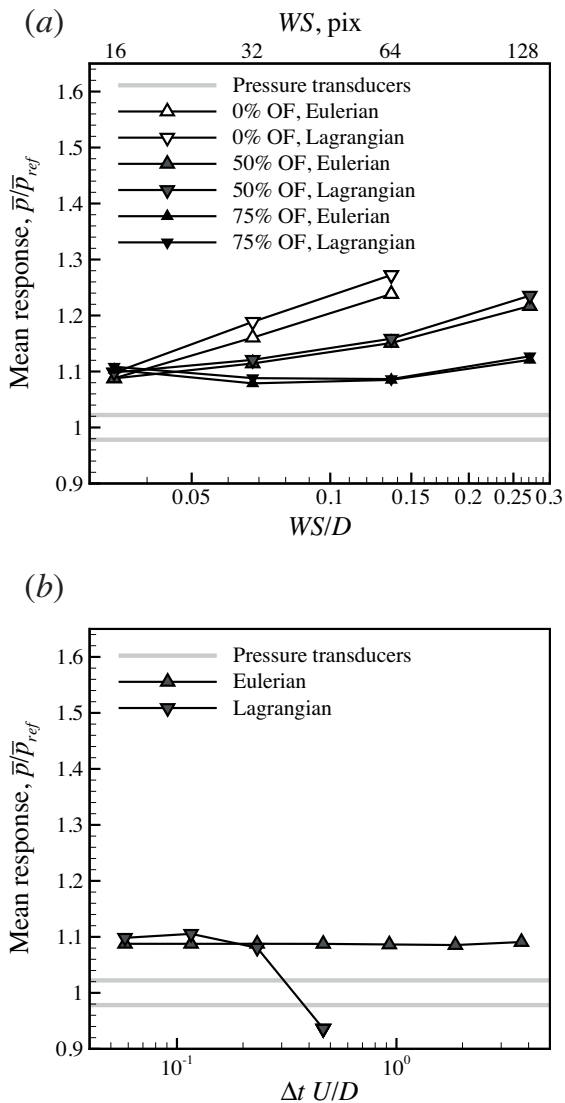 (a)
WS, pix
16 32 64 128
Pressure transducers
0% OF, Eulerian
0% OF, Lagrangian
50% OF, Eulerian
50% OF, Lagrangian
75% OF, Eulerian
75% OF, Lagrangian
1.6
1.5
1.4
1.3
1.2
1.1
1
0.9
Mean response, p̅/p̅ref
0.05 0.1 0.15 0.2 0.25 0.3
WS/D
(b)
Pressure transducers
Eulerian
Lagrangian
1.6
1.5
1.4
1.3
1.2
1.1
1
0.9
Mean response, p̅/p̅ref
10⁻¹ 10⁰
Δt U/D